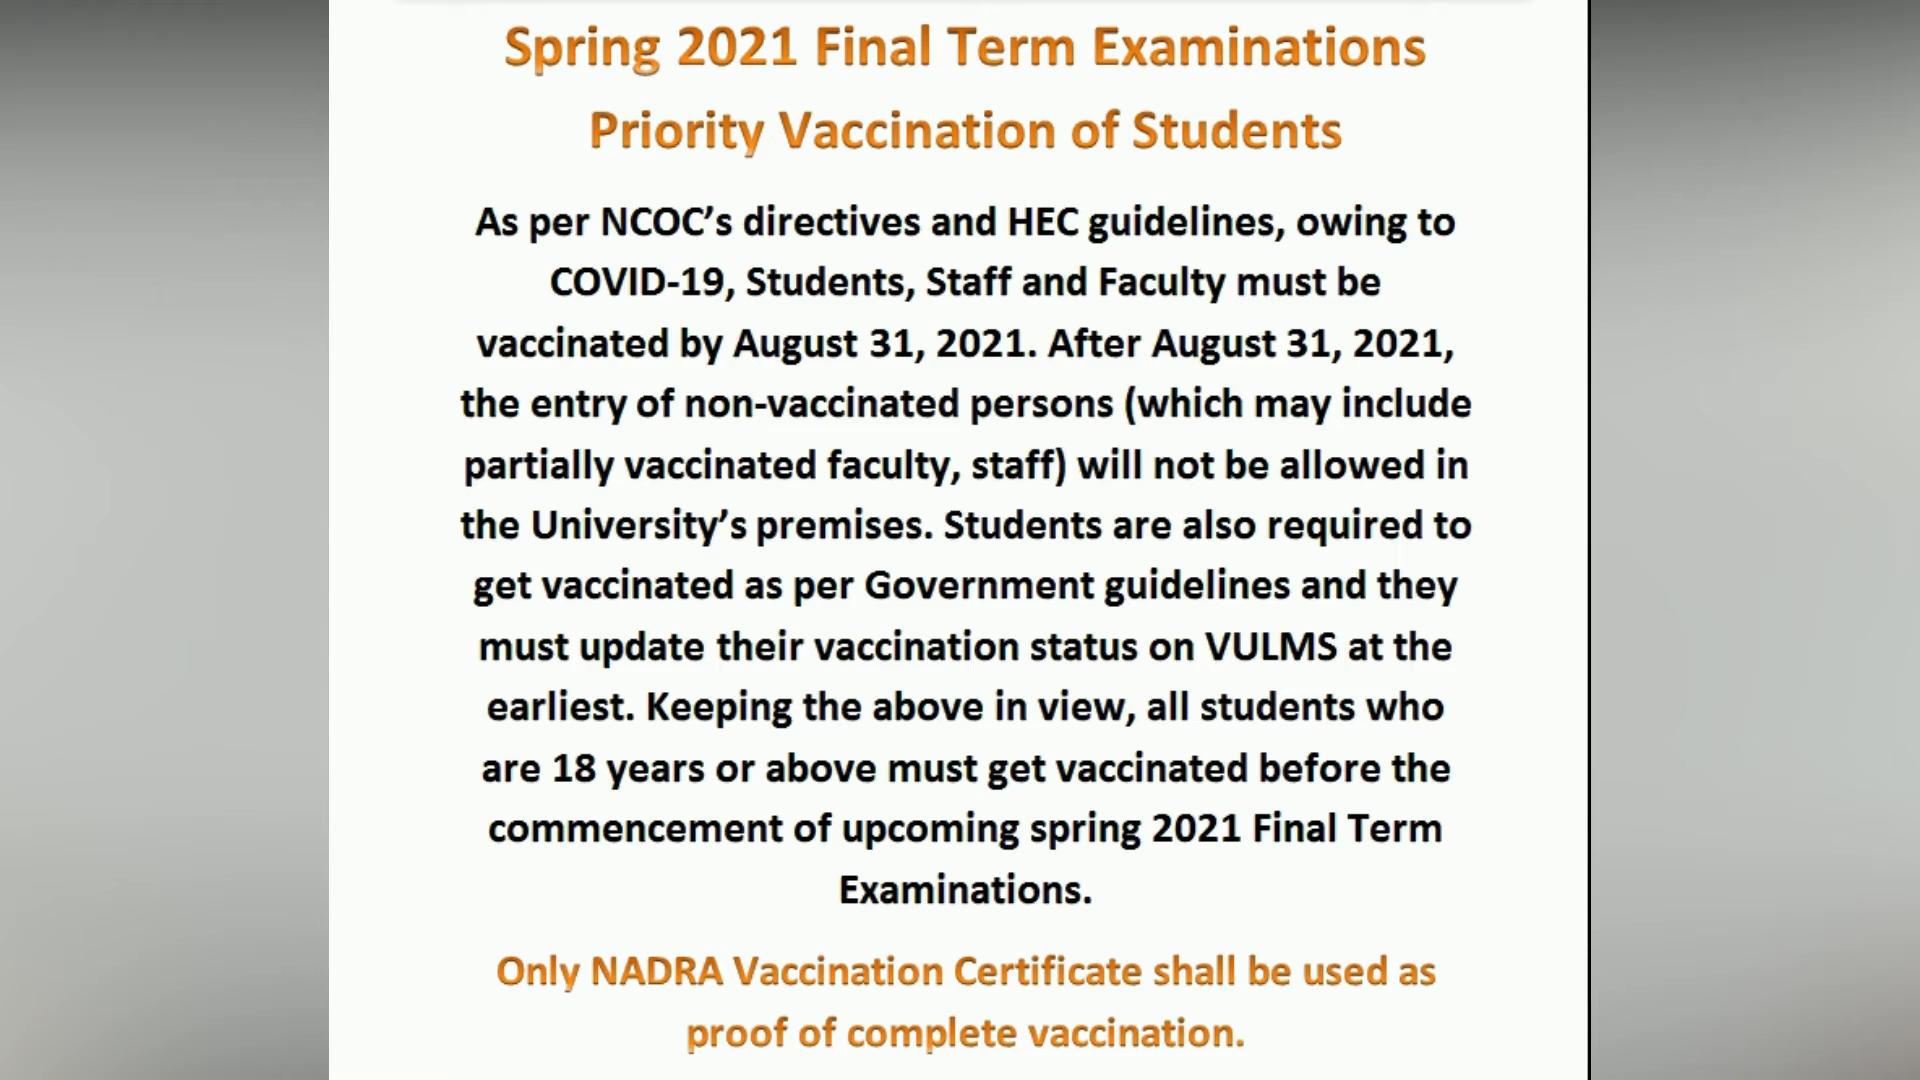 Spring 2021 Final Term Examinations
Priority Vaccination of Students
As per NCOC’s directives and HEC guidelines, owing to
COVID-19, Students, Staff and Faculty must be
vaccinated by August 31, 2021. After August 31, 2021,
the entry of non-vaccinated persons (which may include
partially vaccinated faculty, staff) will not be allowed in
the University’s premises. Students are also required to
get vaccinated as per Government guidelines and they
must update their vaccination status on VULMS at the
earliest. Keeping the above in view, all students who
are 18 years or above must get vaccinated before the
commencement of upcoming spring 2021 Final Term
Examinations.
Only NADRA Vaccination Certificate shall be used as
proof of complete vaccination.